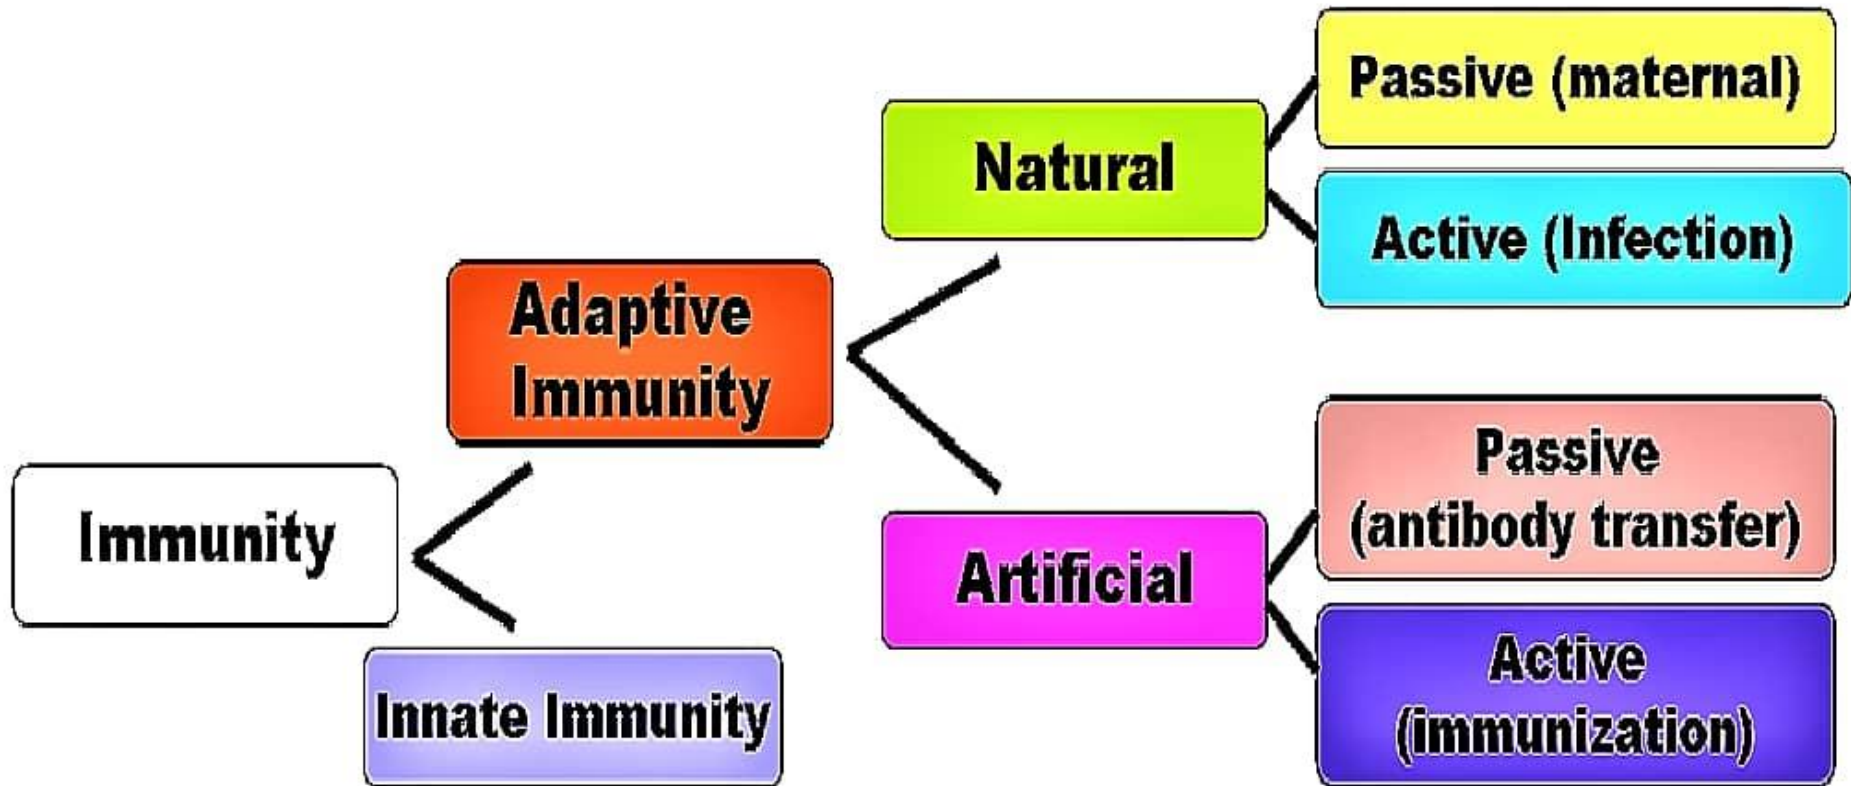 Passive (maternal)
Natural
Active (Infection)
Adaptive
Immunity
Passive
(antibody transfer)
Immunity
Artificial
Active
(immunization)
Innate Immunity